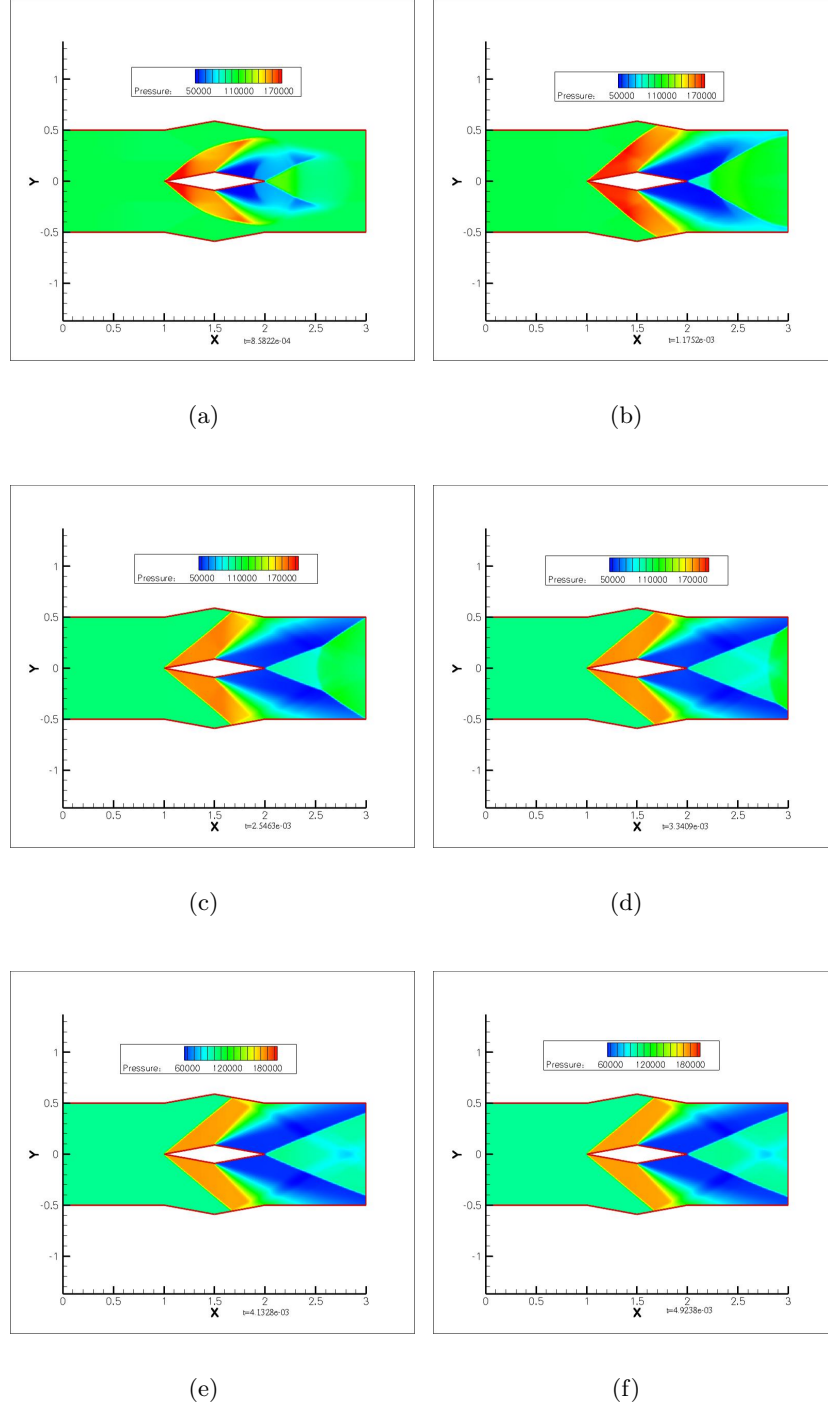 1
Pressure: 50000 110000 170000
0.5
Y 0
-0.5
-1
0 0.5 1 1.5 2 2.5 3
X t=8.5822e-04
(a)
1
Pressure: 50000 110000 170000
0.5
Y 0
-0.5
-1
0 0.5 1 1.5 2 2.5 3
X t=1.1752e-03
(b)
1
Pressure: 50000 110000 170000
0.5
Y 0
-0.5
-1
0 0.5 1 1.5 2 2.5 3
X t=2.5463e-03
(c)
1
Pressure: 50000 110000 170000
0.5
Y 0
-0.5
-1
0 0.5 1 1.5 2 2.5 3
X t=3.3409e-03
(d)
1
Pressure: 60000 120000 180000
0.5
Y 0
-0.5
-1
0 0.5 1 1.5 2 2.5 3
X t=4.1328e-03
(e)
1
Pressure: 60000 120000 180000
0.5
Y 0
-0.5
-1
0 0.5 1 1.5 2 2.5 3
X t=4.9238e-03
(f)